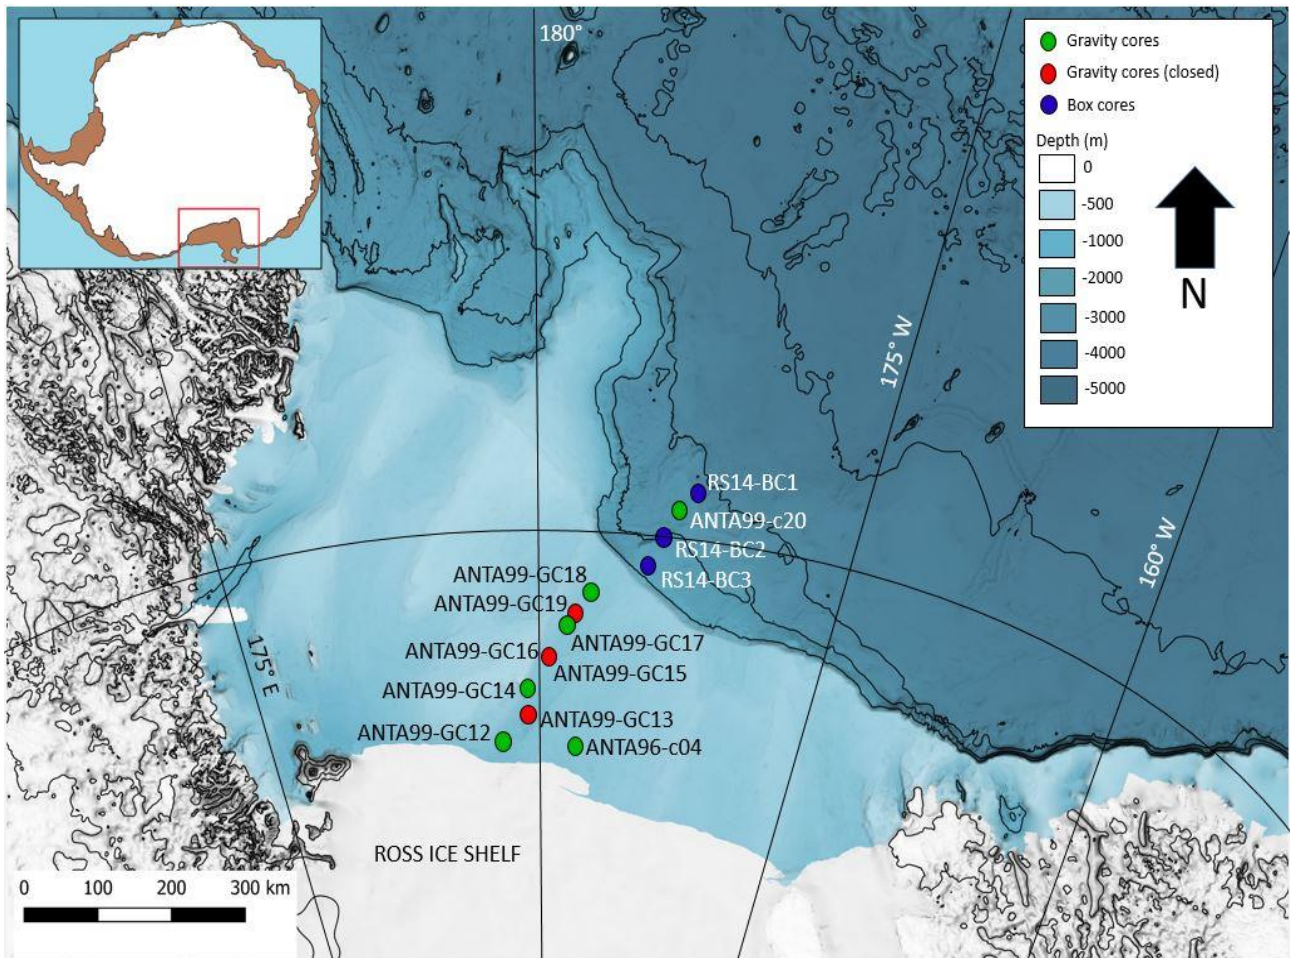 180°
Gravity cores
Gravity cores (closed)
Box cores
Depth (m)
0
-500
-1000
-2000
-3000
-4000
-5000
N
175° W
160° W
175° E
RS14-BC1
ANTA99-c20
RS14-BC2
RS14-BC3
ANTA99-GC18
ANTA99-GC19
ANTA99-GC17
ANTA99-GC16
ANTA99-GC15
ANTA99-GC14
ANTA99-GC13
ANTA99-GC12
ANTA96-c04
ROSS ICE SHELF
0 100 200 300 km